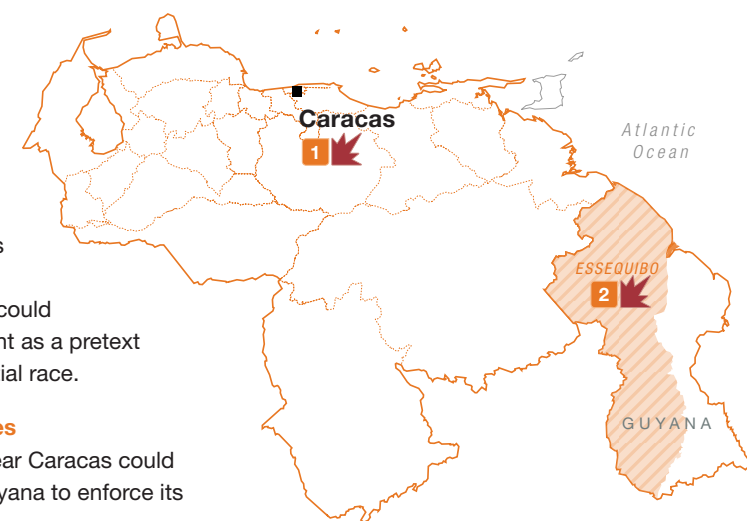 Caracas
1
Atlantic
Ocean
ESSEQUIBO
2
GUYANA
could
nt as a pretext
ial race.
es
ear Caracas could
yana to enforce its